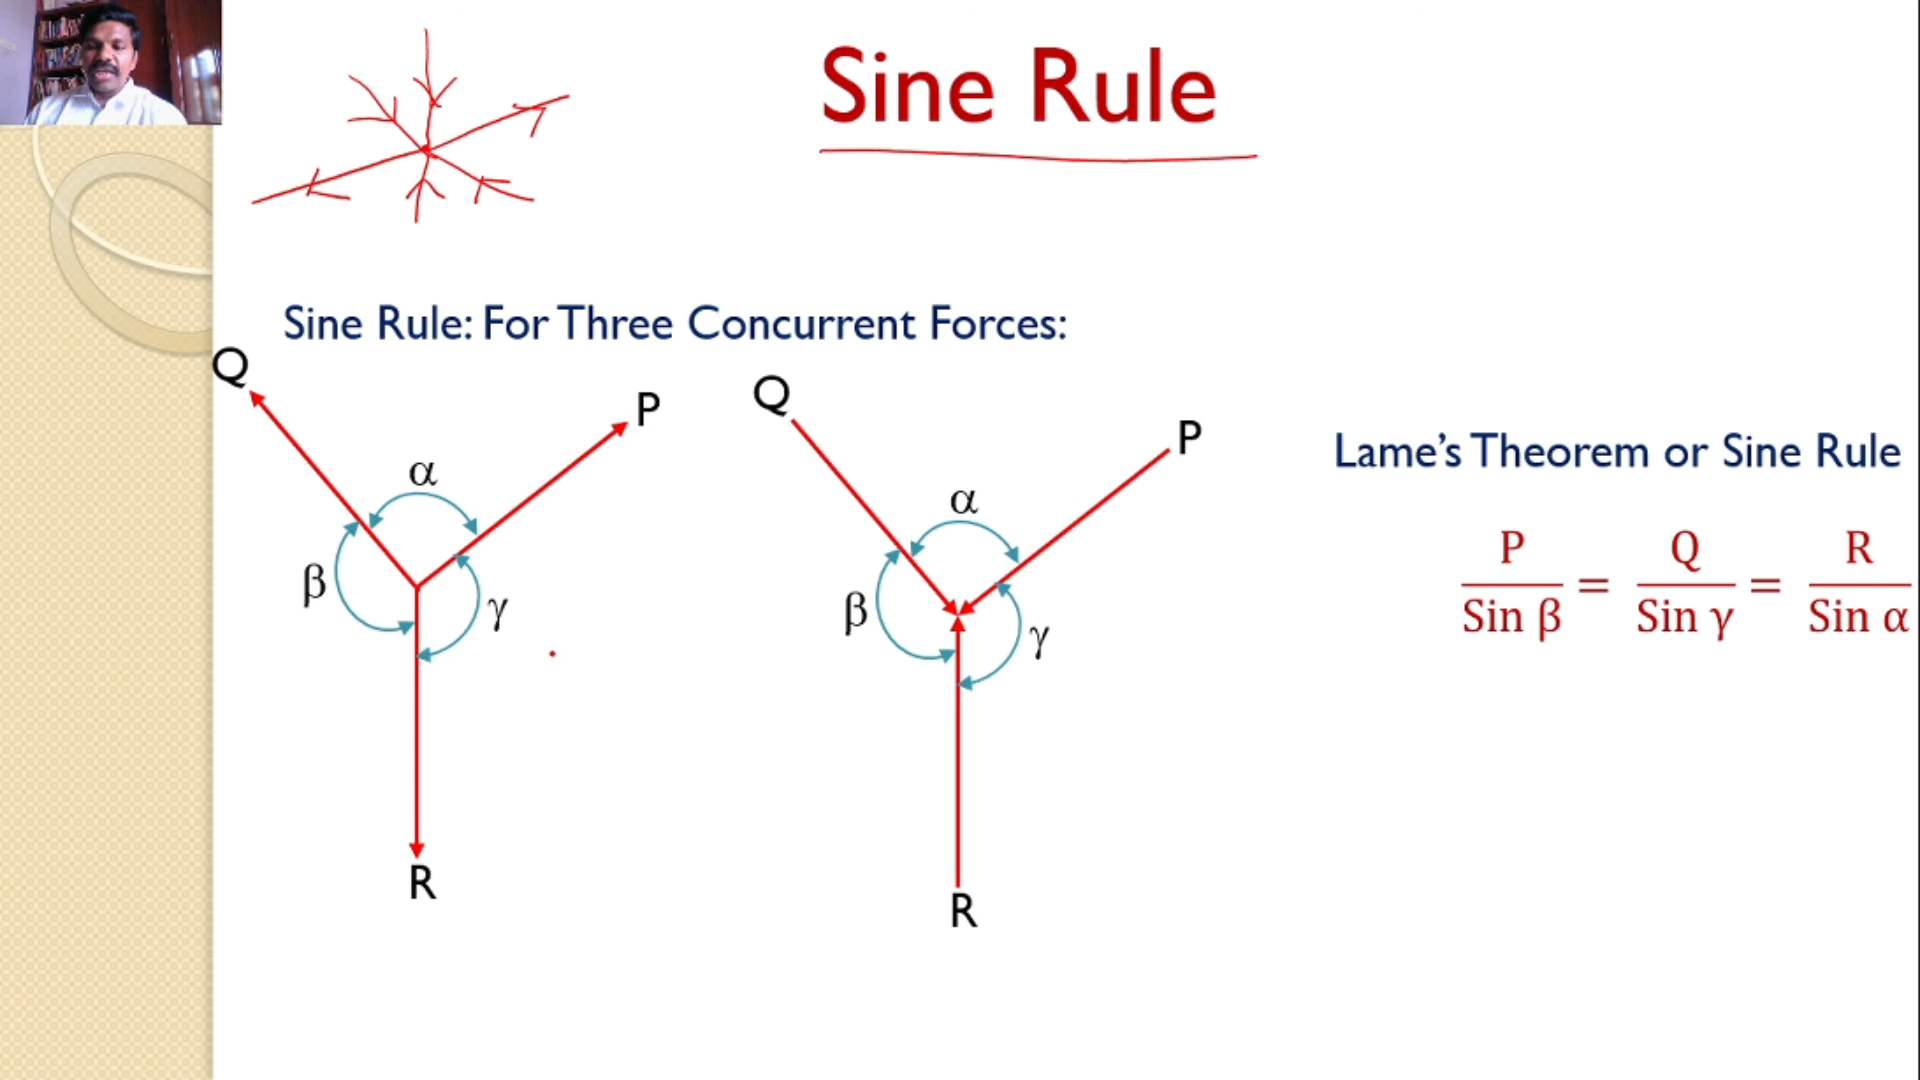 Sine Rule
Sine Rule: For Three Concurrent Forces:
Q
P
α
β
γ
R
Q
P
α
β
γ
R
Lame’s Theorem or Sine Rule
P/Sin β = Q/Sin γ = R/Sin α